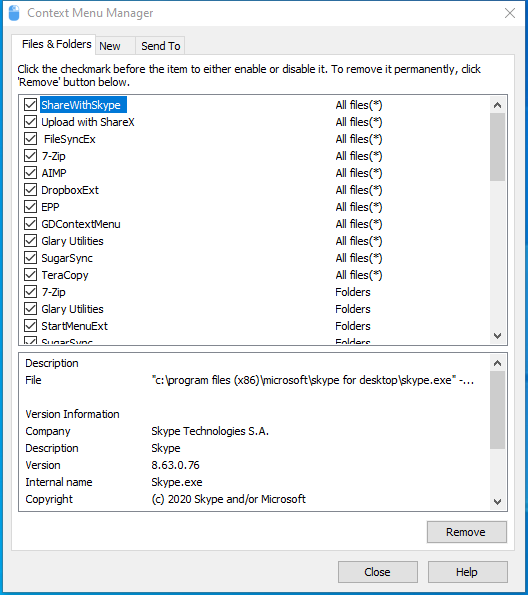 Context Menu Manager
Files & Folders New Send To
Click the checkmark before the item to either enable or disable it. To remove it permanently, click
'Remove' button below.
ShareWithSkype All files(*)
Upload with ShareX All files(*)
FileSyncEx All files(*)
7-Zip All files(*)
AIMP All files(*)
DropboxExt All files(*)
EPP All files(*)
GDContextMenu All files(*)
Glary Utilities All files(*)
SugarSync All files(*)
TeraCopy All files(*)
7-Zip Folders
Glary Utilities Folders
StartMenuExt Folders
SugarSync Folders
Description
File "c:\program files (x86)\microsoft\skype for desktop\skype.exe" -...
Version Information
Company Skype Technologies S.A.
Description Skype
Version 8.63.0.76
Internal name Skype.exe
Copyright (c) 2020 Skype and/or Microsoft
Remove
Close Help